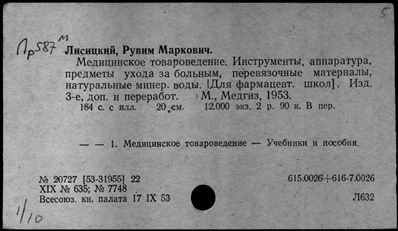 5
Пр587м
Лисицкий, Рувим Маркович.
Медицинское товароведение. Инструменты, аппаратура,
предметы ухода за больным, перевязочные материалы,
натуральные минер. воды. [Для фармацевт. школ]. Изд.
3-е, доп. и переработ. М., Медгиз, 1953.
184 с. с илл. 20 см. 12.000 экз. 2 р. 90 к. В пер.
— — 1. Медицинское товароведение — Учебники и пособия.
№ 20727 [53-31955] 22 615.0026+616-7.0026
XIX № 635; № 7748
Всесоюз. кн. палата 17 IX 53 Л632
1/10